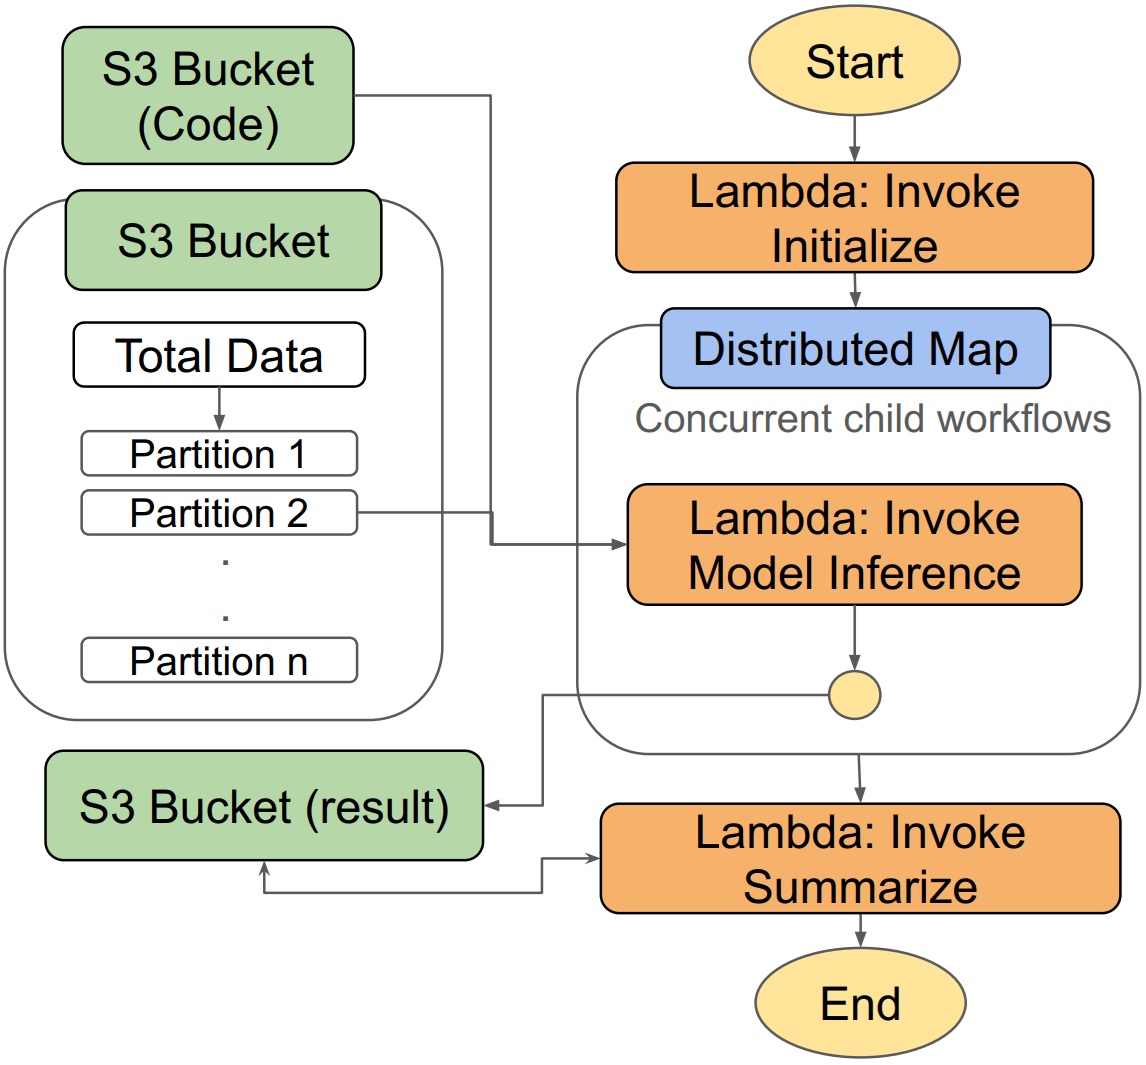 S3 Bucket
(Code)
S3 Bucket
Total Data
Partition 1
Partition 2
.
.
Partition n
S3 Bucket (result)
Start
Lambda: Invoke
Initialize
Distributed Map
Concurrent child workflows
Lambda: Invoke
Model Inference
Lambda: Invoke
Summarize
End